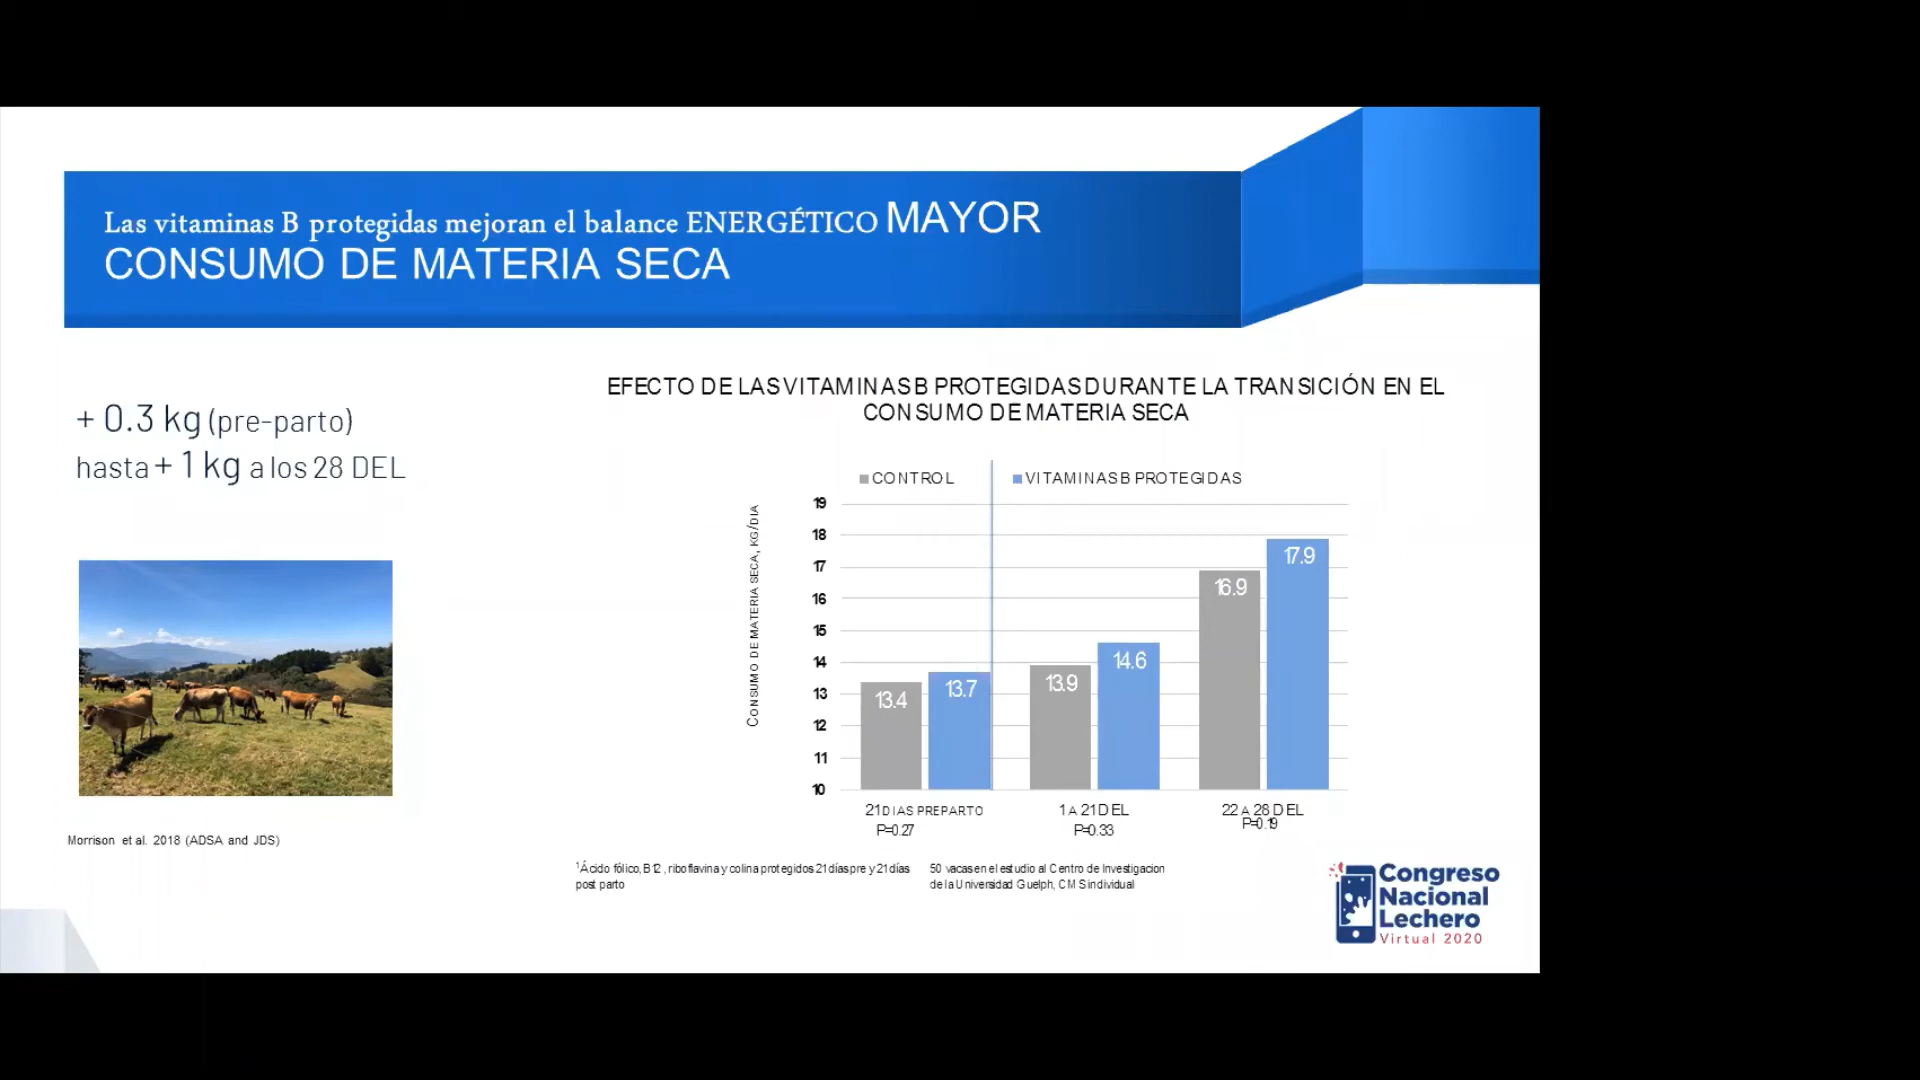 Las vitaminas B protegidas mejoran el balance ENERGÉTICO MAYOR
CONSUMO DE MATERIA SECA
+ 0.3 kg (pre-parto)
hasta + 1 kg a los 28 DEL
Morrison et al. 2018 (ADSA and JDS)
EFECTO DE LAS VITAMINAS B PROTEGIDAS DURANTE LA TRANSICIÓN EN EL
CONSUMO DE MATERIA SECA
CONTROL
VITAMINAS B PROTEGIDAS
CONSUMO DE MATERIA SECA, KG/DIA
19
18
17
16
15
14
13
12
11
10
13.4
13.7
13.9
14.6
16.9
17.9
21 DIAS PREPARTO
P=0.27
1 A 21 DEL
P=0.33
22 A 28 DEL
P=0.19
1Ácido fólico, B12, riboflavina y colina protegidos 21 días pre y 21 días
post parto
50 vacas en el estudio al Centro de Investigacion
de la Universidad Guelph, CMS individual
Congreso
Nacional
Lechero
Virtual 2020